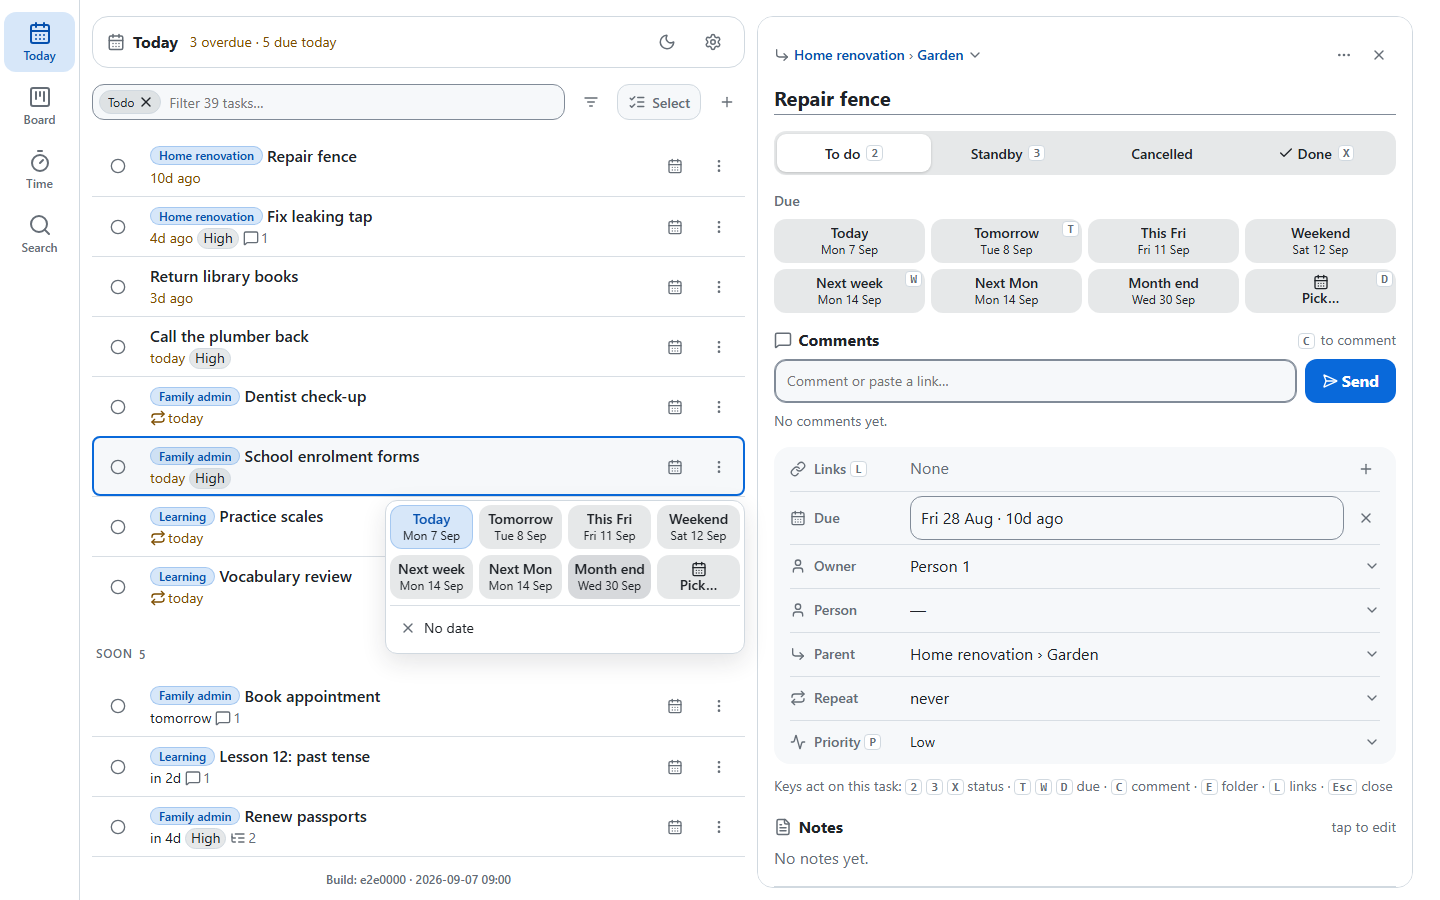 Today
Board
Time
Search
Today 3 overdue · 5 due today
Todo Filter 39 tasks...
Select
Home renovation Repair fence
10d ago
Home renovation Fix leaking tap
4d ago High 1
Return library books
3d ago
Call the plumber back
today High
Family admin Dentist check-up
today
Family admin School enrolment forms
today High
Learning Practice scales
today
Learning Vocabulary review
today
Today Tomorrow This Fri Weekend
Mon 7 Sep Tue 8 Sep Fri 11 Sep Sat 12 Sep
Next week Next Mon Month end Pick...
Mon 14 Sep Mon 14 Sep Wed 30 Sep
No date
SOON 5
Family admin Book appointment
tomorrow 1
Learning Lesson 12: past tense
in 2d 1
Family admin Renew passports
in 4d High 2
Build: e2e0000 · 2026-09-07 09:00
Home renovation › Garden
Repair fence
To do 2 Standby 3 Cancelled Done X
Due
Today Tomorrow T This Fri Weekend
Mon 7 Sep Tue 8 Sep Fri 11 Sep Sat 12 Sep
Next week W Next Mon Month end Pick... D
Mon 14 Sep Mon 14 Sep Wed 30 Sep
Comments C to comment
Comment or paste a link... Send
No comments yet.
Links L None
Due Fri 28 Aug · 10d ago
Owner Person 1
Person —
Parent Home renovation › Garden
Repeat never
Priority P Low
Keys act on this task: 2 3 X status · T W D due · C comment · E folder · L links · Esc close
Notes tap to edit
No notes yet.